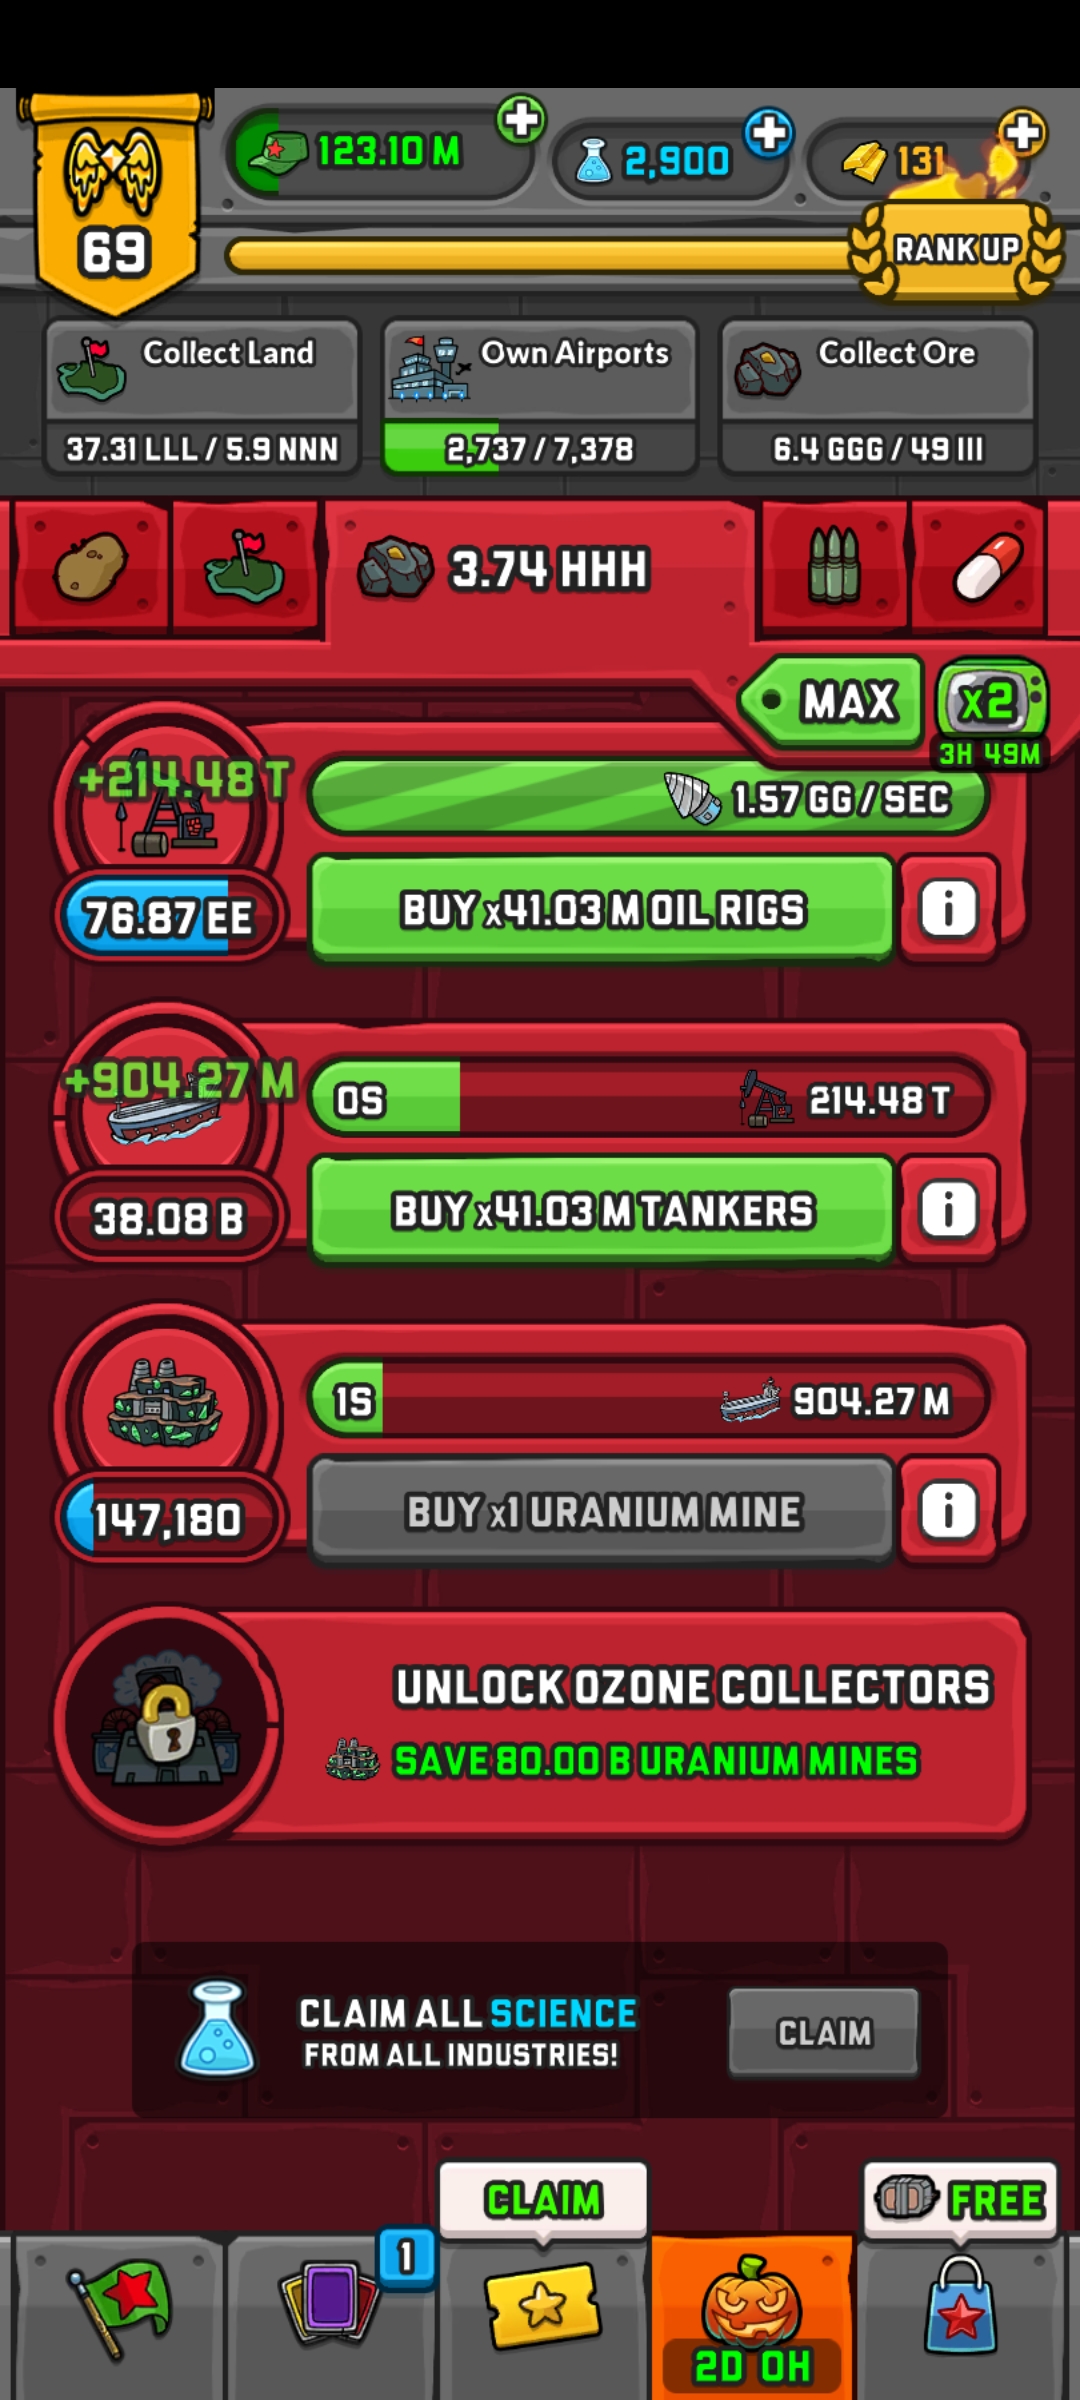 123.10 M
2,900
131
69
RANK UP
Collect Land
Own Airports
Collect Ore
37.31 LLL / 5.9 NNN
2,737 / 7,378
6.4 GGG / 49 III
3.74 HHH
MAX
x2
3H 49M
+214.48 T
1.57 GG / SEC
76.87 EE
BUY x41.03 M OIL RIGS
i
+904.27 M
0S
214.48 T
38.08 B
BUY x41.03 M TANKERS
i
1S
904.27 M
147,180
BUY x1 URANIUM MINE
i
UNLOCK OZONE COLLECTORS
SAVE 80.00 B URANIUM MINES
CLAIM ALL SCIENCE
FROM ALL INDUSTRIES!
CLAIM
CLAIM
FREE
1
2D 0H